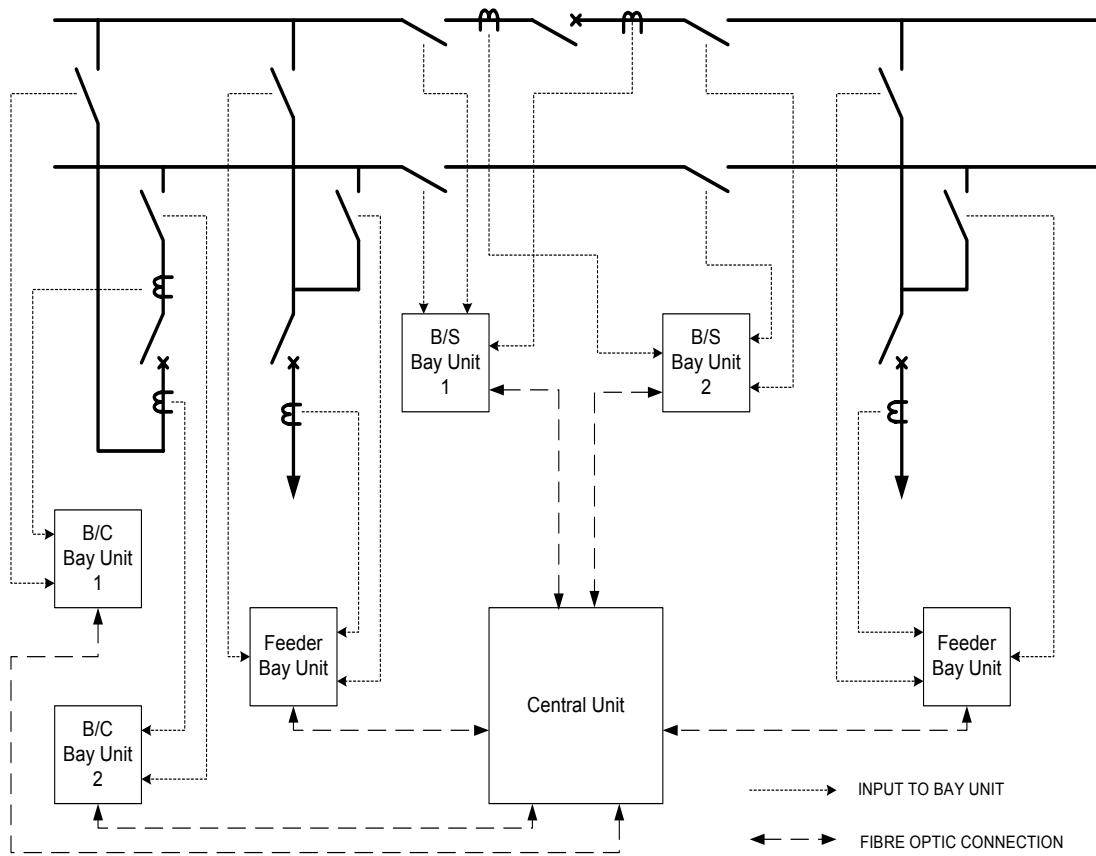 B/S
Bay Unit
1
B/S
Bay Unit
2
B/C
Bay Unit
1
Feeder
Bay Unit
Central Unit
Feeder
Bay Unit
B/C
Bay Unit
2
INPUT TO BAY UNIT
FIBRE OPTIC CONNECTION